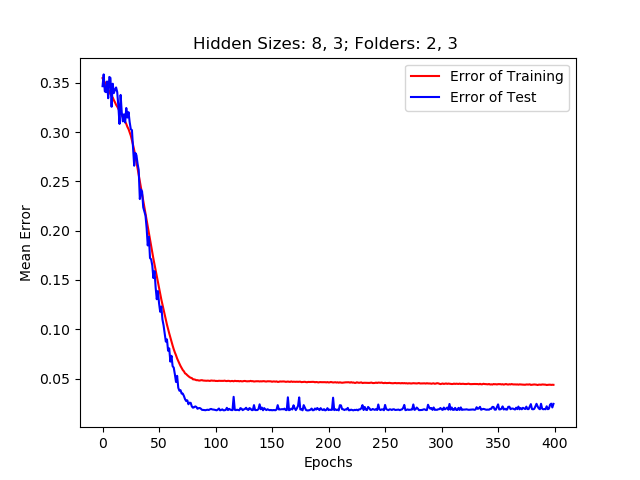 Hidden Sizes: 8, 3; Folders: 2, 3
Error of Training
Error of Test
0.35
0.30
0.25
0.20
0.15
0.10
0.05
Mean Error
0 50 100 150 200 250 300 350 400
Epochs